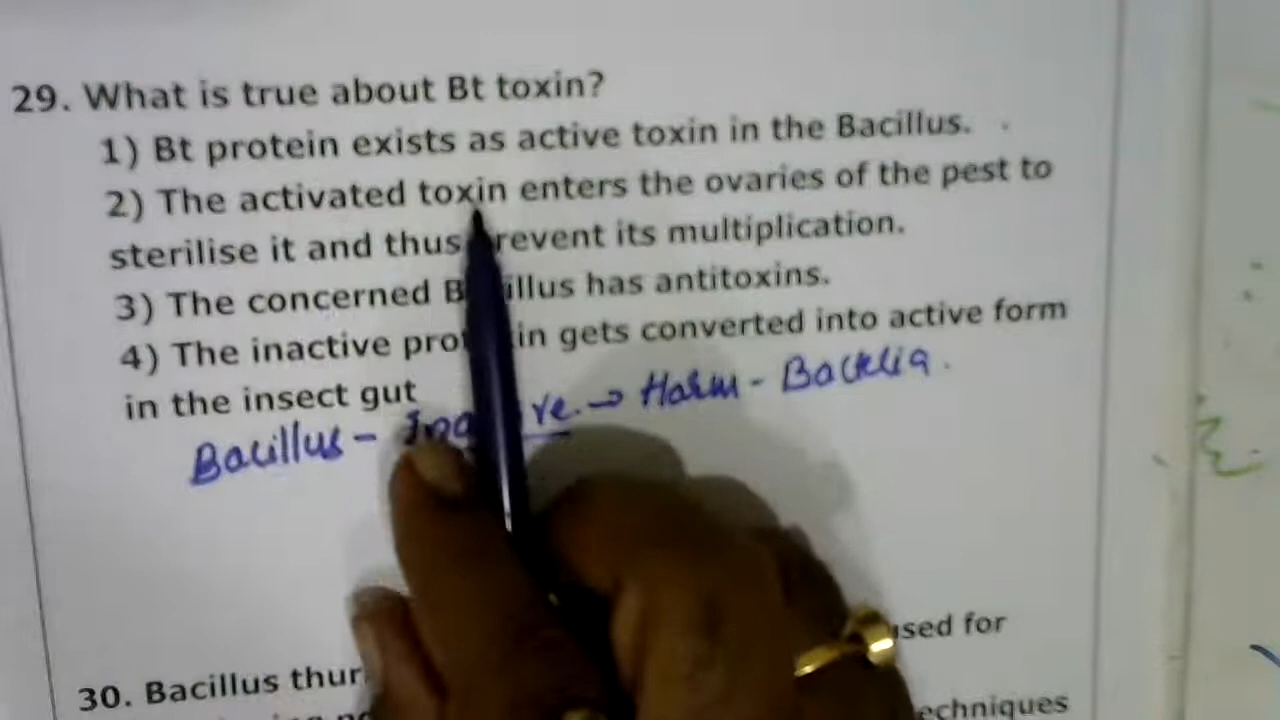 29. What is true about Bt toxin?
1) Bt protein exists as active toxin in the Bacillus.
2) The activated toxin enters the ovaries of the pest to
sterilise it and thus revent its multiplication.
3) The concerned B illus has antitoxins.
4) The inactive pro in gets converted into active form
in the insect gut
Bacillus - → Harm - Bacteria.
30. Bacillus thur
used for
echniques